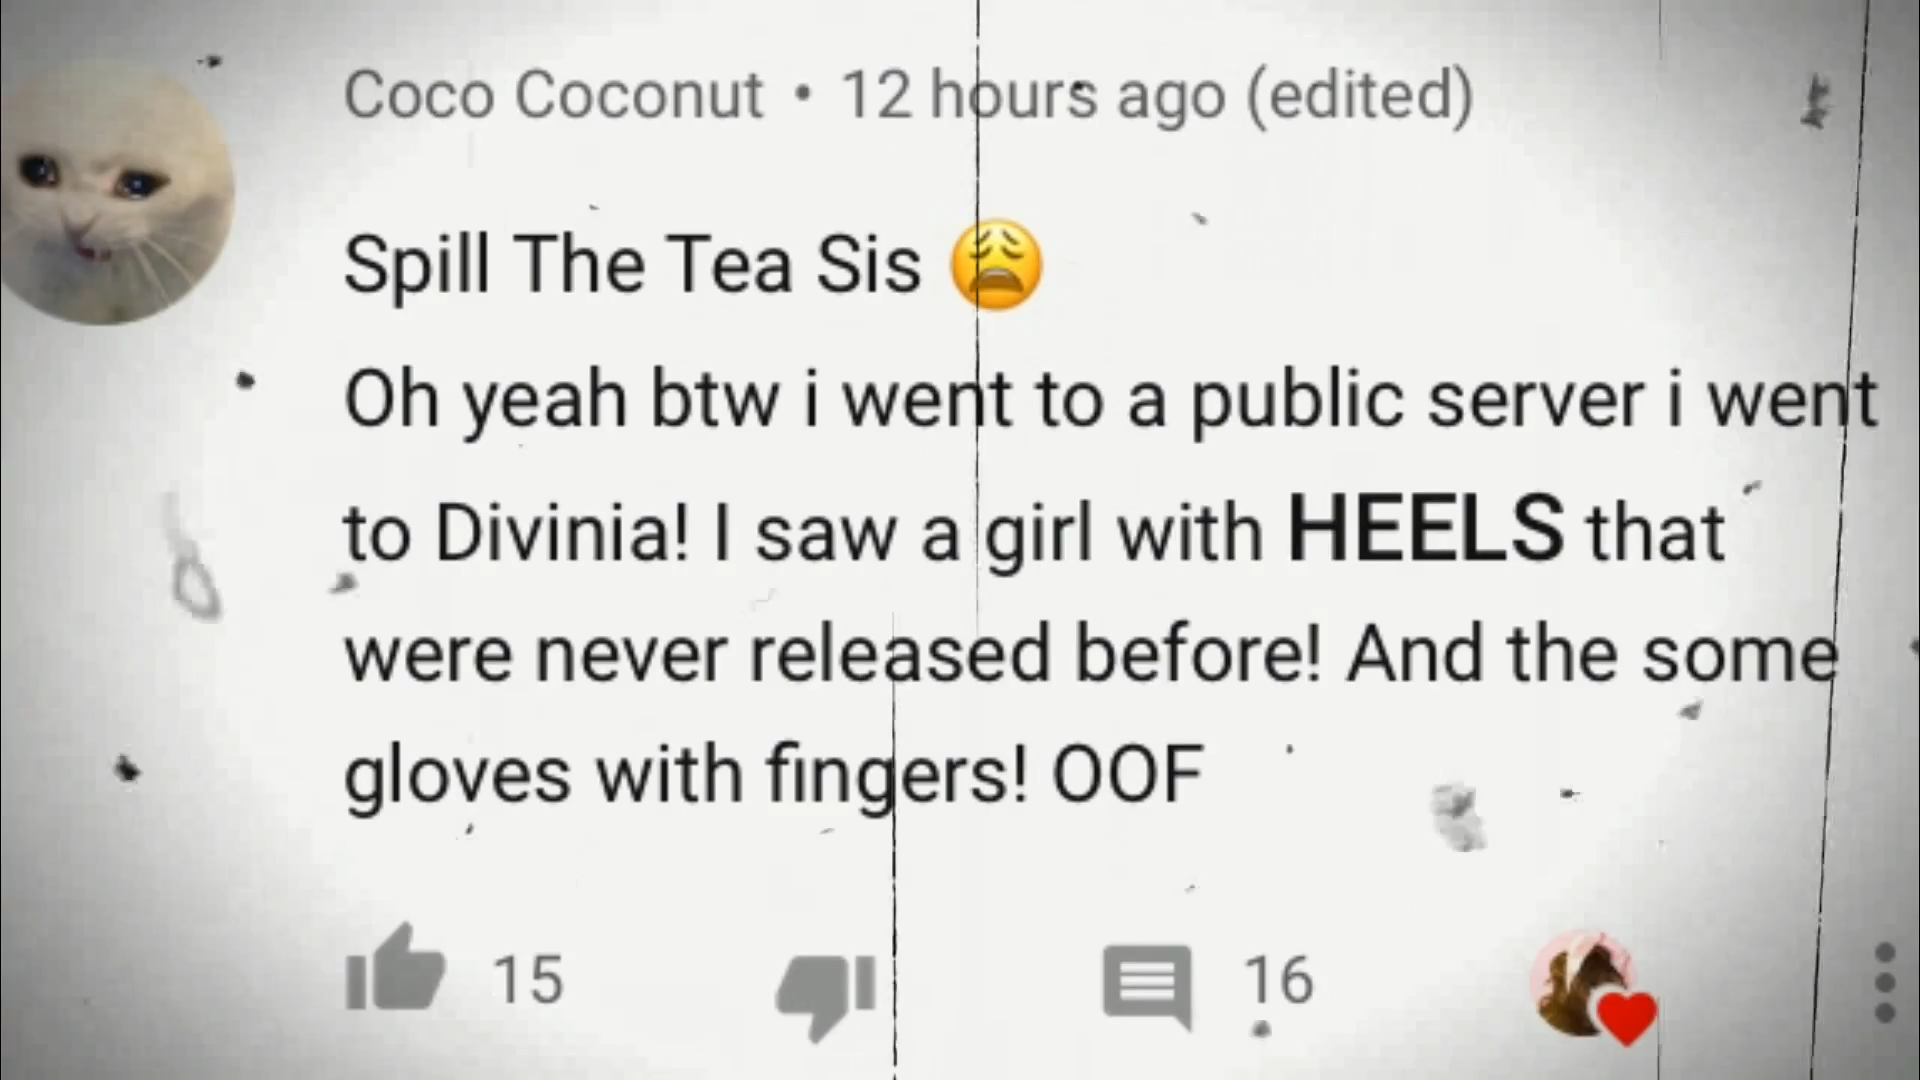 Coco Coconut • 12 hours ago (edited)
Spill The Tea Sis 😩
Oh yeah btw i went to a public server i went
to Divinia! I saw a girl with HEELS that
were never released before! And the some
gloves with fingers! OOF
15
16